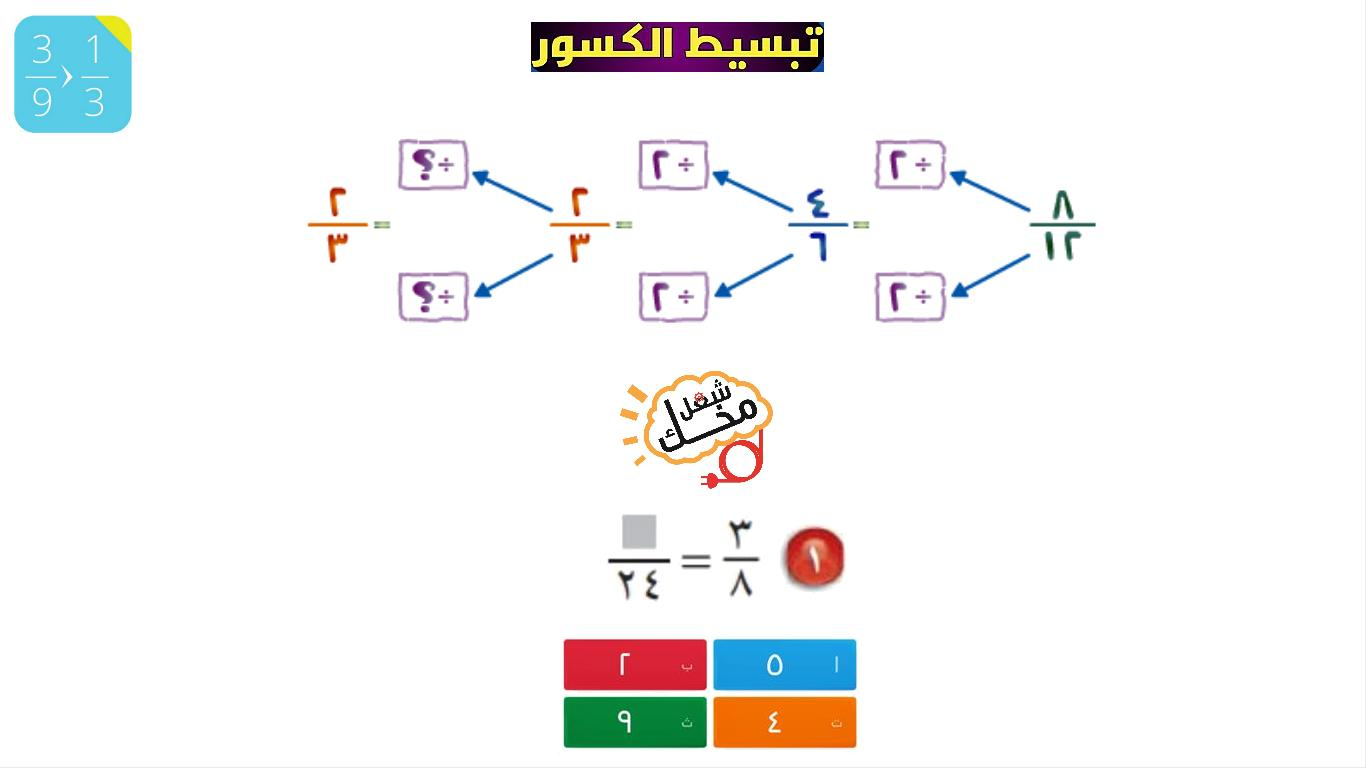 تبسيط الكسور
3/9 > 1/3
÷ ٢ ÷ ٢ ÷ ؟
٨/١٢ = ٤/٦ = ٢/٣ = ٢/٣
÷ ٢ ÷ ٢ ÷ ؟
شغل
مخك
١ ٣/٨ = □/٢٤
أ ٥ ب ٢
ت ٤ ث ٩